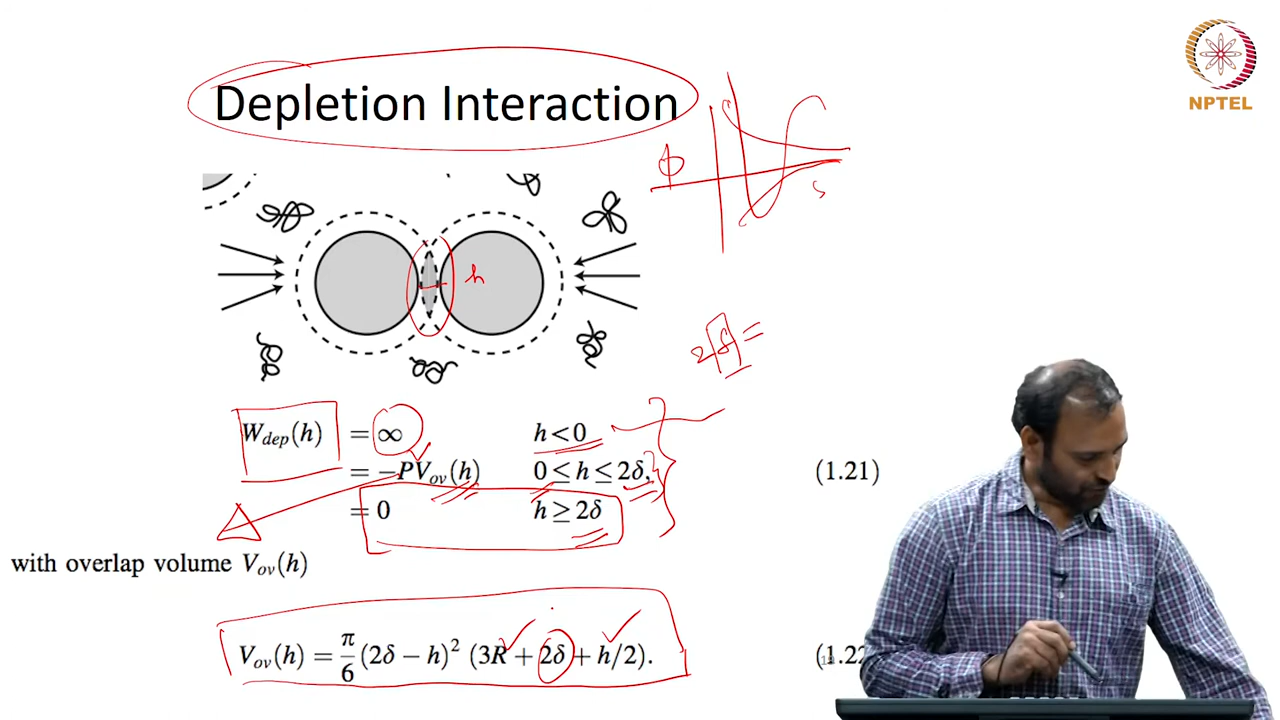 NPTEL
Depletion Interaction
ϕ
s
h
2δ =
W_dep(h) = ∞ h < 0
= −PV_ov(h) 0 ≤ h ≤ 2δ, (1.21)
= 0 h ≥ 2δ
with overlap volume V_ov(h)
V_ov(h) = π/6 (2δ − h)² (3R + 2δ + h/2). (1.22